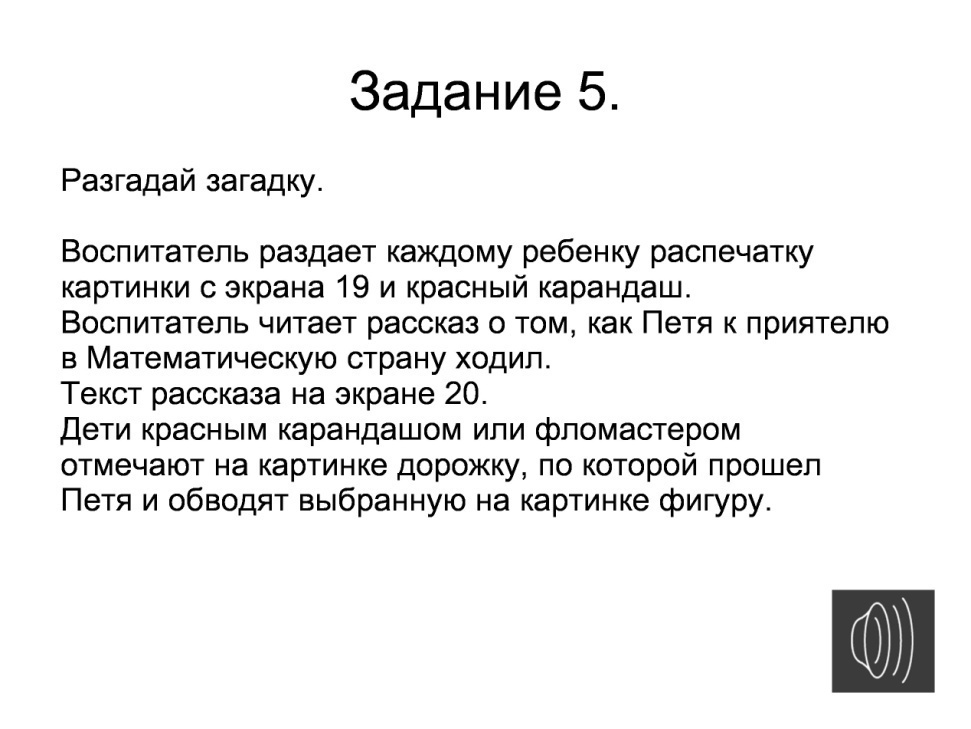 Задание 5.
Разгадай загадку.
Воспитатель раздает каждому ребенку распечатку
картинки с экрана 19 и красный карандаш.
Воспитатель читает рассказ о том, как Петя к приятелю
в Математическую страну ходил.
Текст рассказа на экране 20.
Дети красным карандашом или фломастером
отмечают на картинке дорожку, по которой прошел
Петя и обводят выбранную на картинке фигуру.